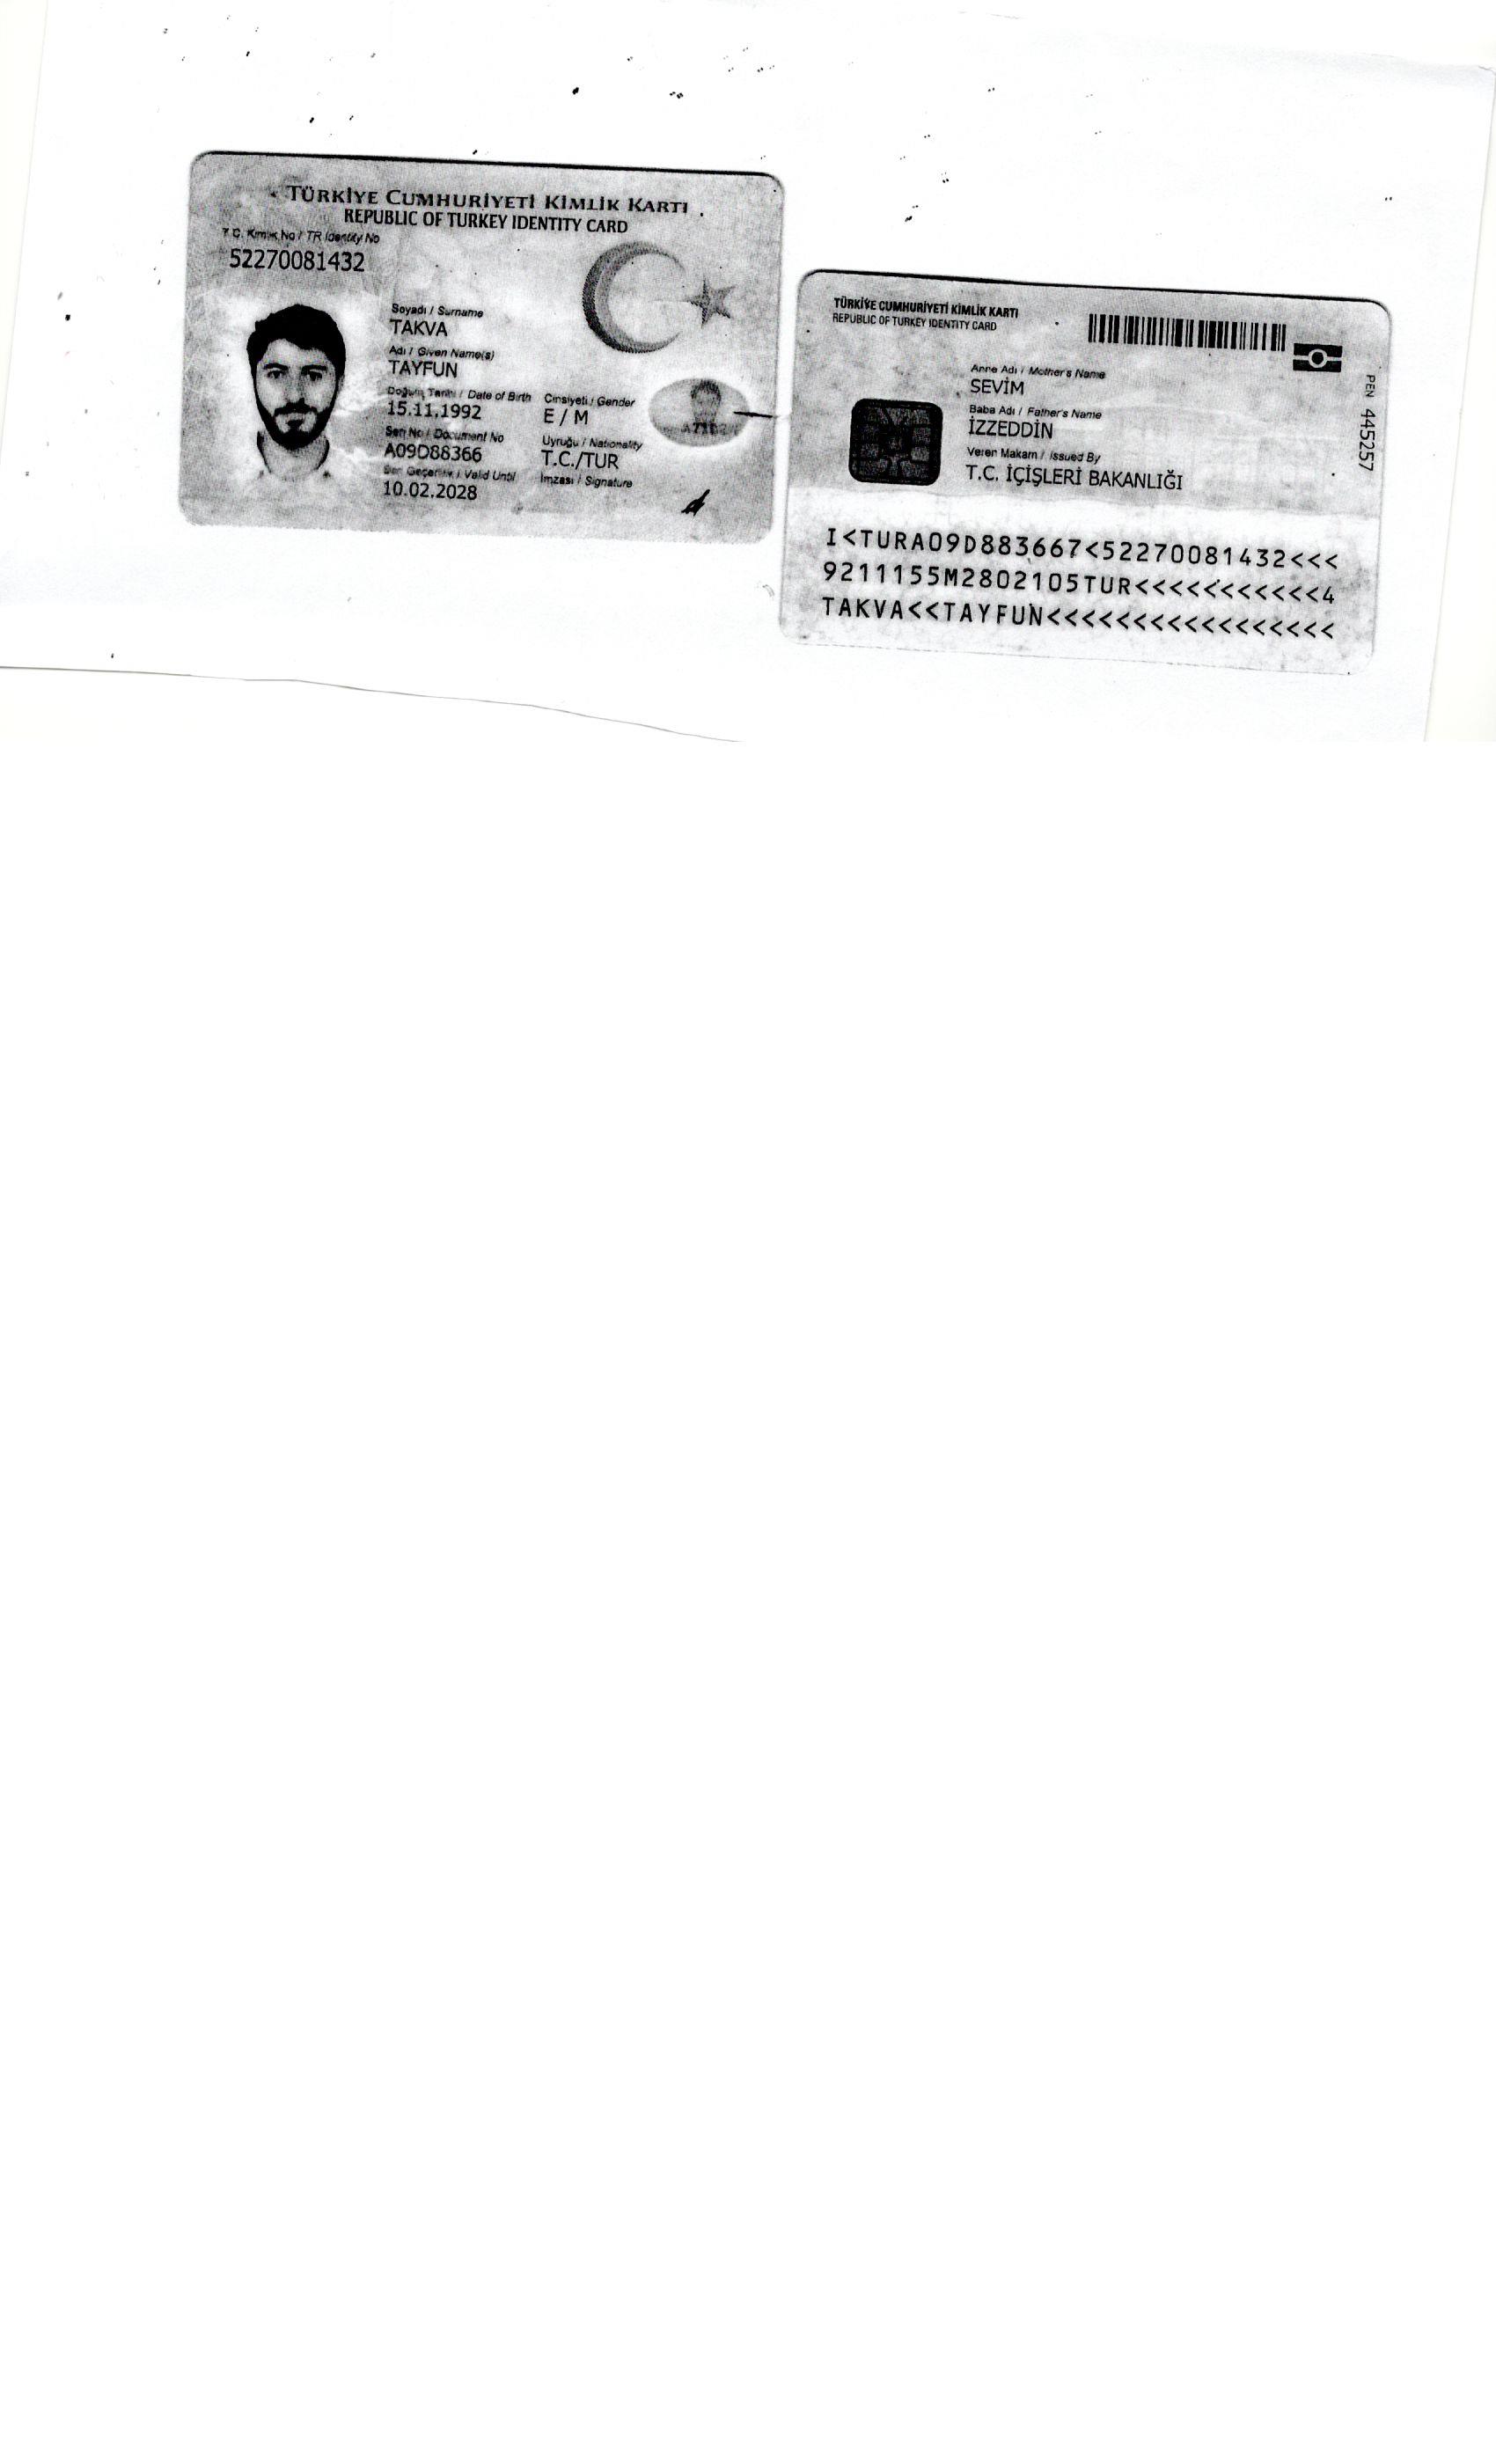 TÜRKİYE CUMHURİYETİ KİMLİK KARTI
REPUBLIC OF TURKEY IDENTITY CARD
T.C. Kimlik No / TR Identity No
52270081432
Soyadı / Surname
TAKVA
Adı / Given Name(s)
TAYFUN
Doğum Tarihi / Date of Birth Cinsiyeti / Gender
15.11.1992 E / M
Seri No / Document No Uyruğu / Nationality
A09D88366 T.C./TUR
Son Geçerlilik / Valid Until İmzası / Signature
10.02.2028
TÜRKİYE CUMHURİYETİ KİMLİK KARTI
REPUBLIC OF TURKEY IDENTITY CARD
Anne Adı / Mother's Name
SEVİM
Baba Adı / Father's Name
İZZEDDİN
Veren Makam / Issued By
T.C. İÇİŞLERİ BAKANLIĞI
PEN 445257
I<TURA09D883667<52270081432<<<
9211155M2802105TUR<<<<<<<<<<<4
TAKVA<<TAYFUN<<<<<<<<<<<<<<<<<